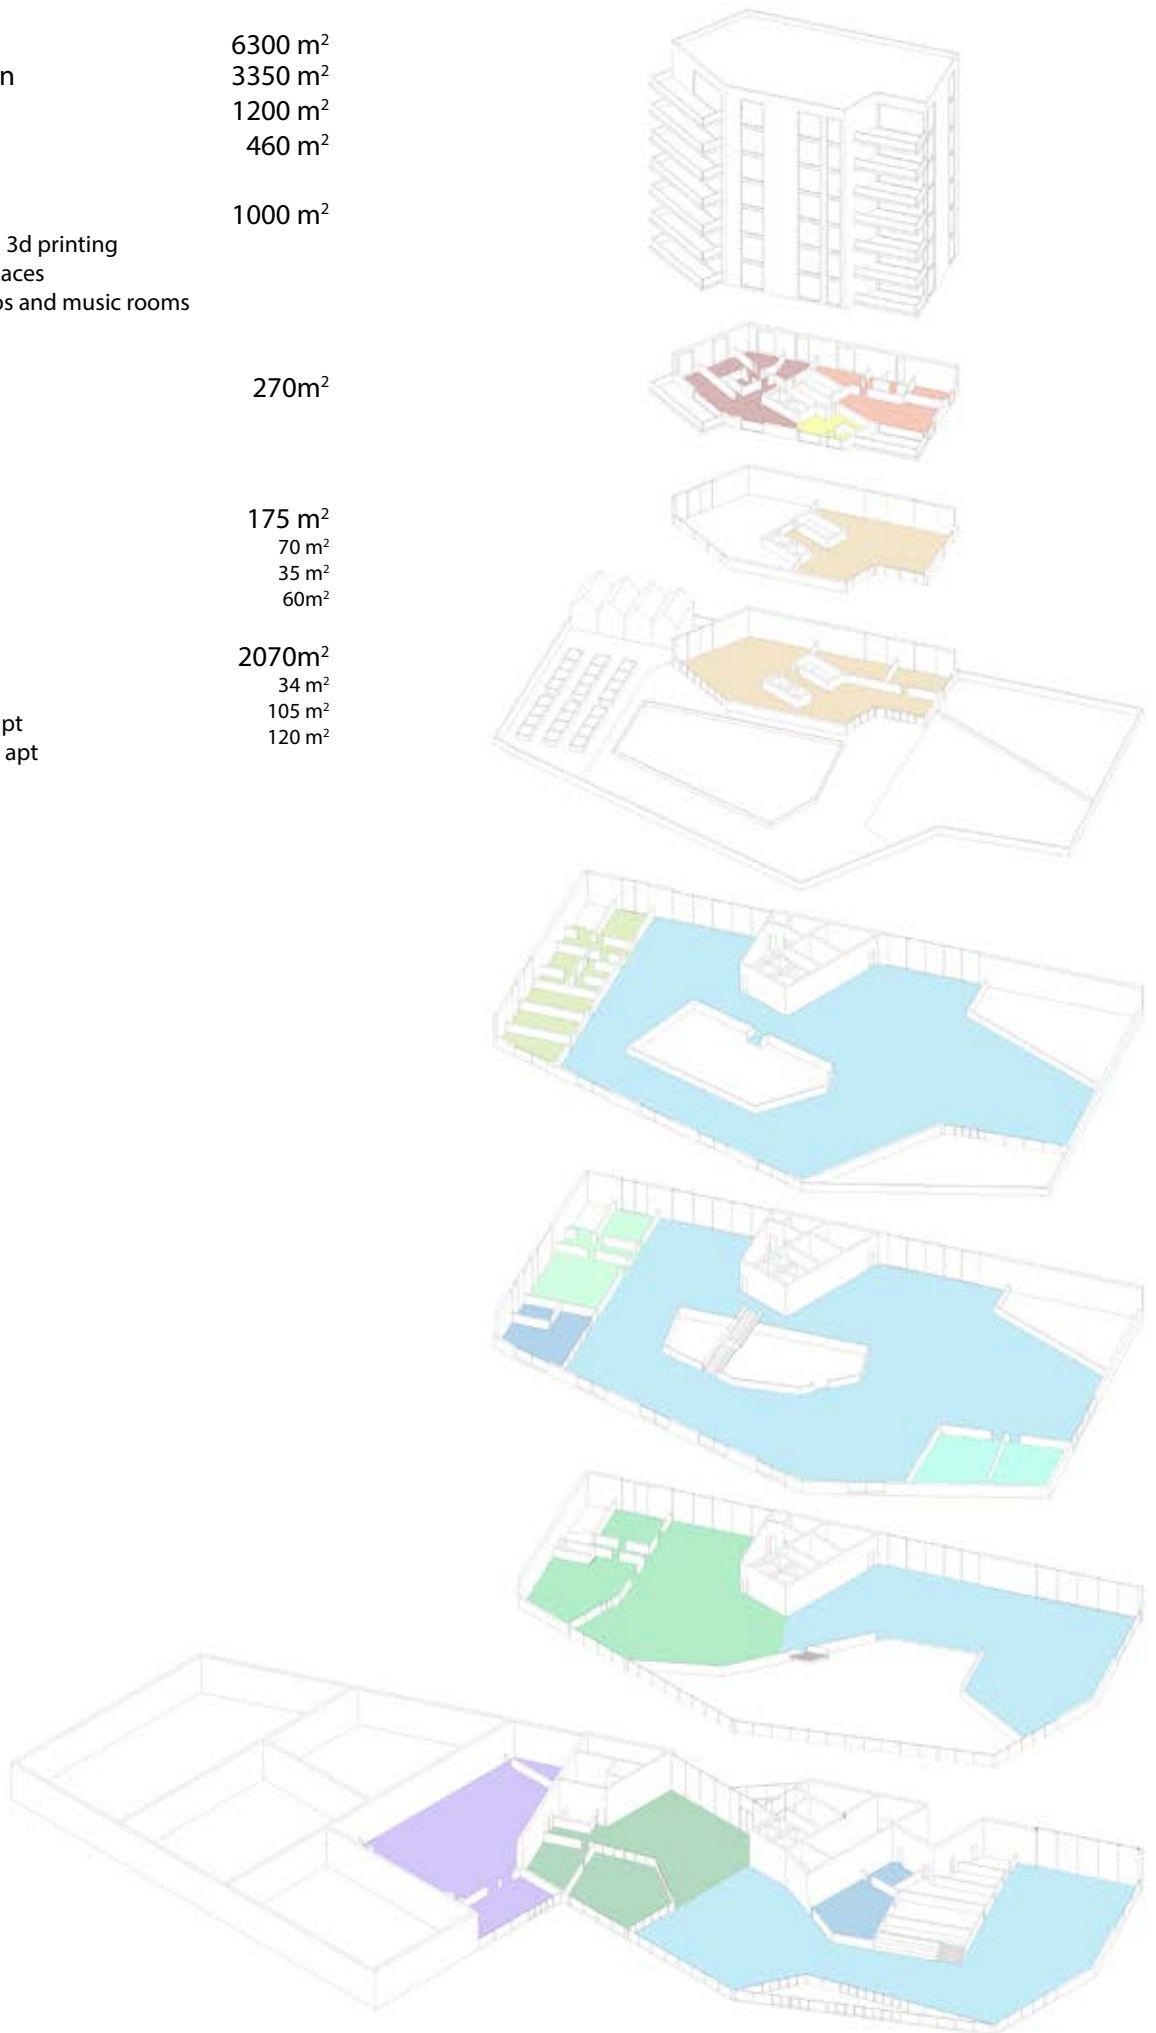 6300 m²
n 3350 m²
1200 m²
460 m²
1000 m²
3d printing
aces
os and music rooms
270m²
175 m²
70 m²
35 m²
60m²
2070m²
34 m²
105 m²
pt
120 m²
apt